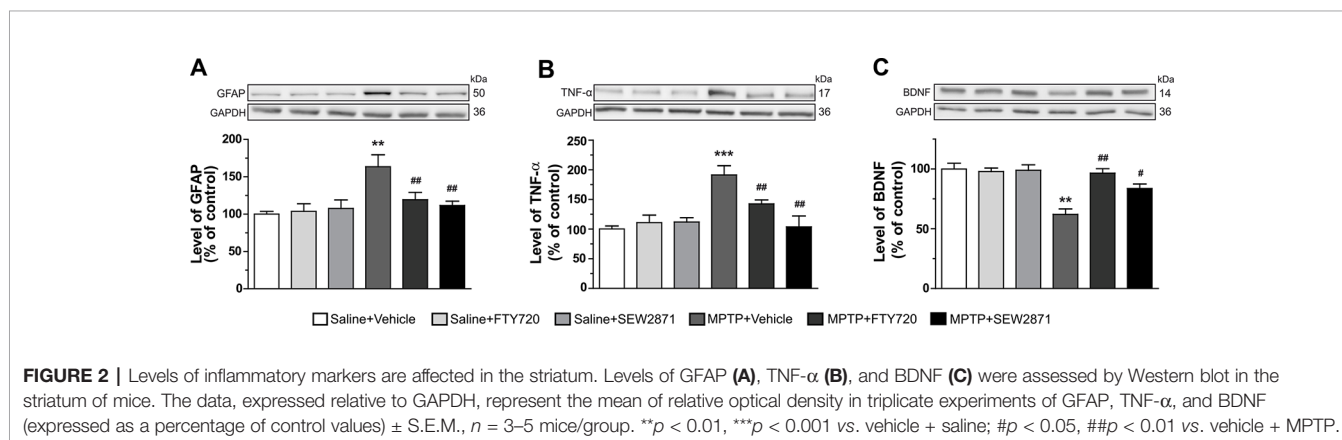 A
kDa
GFAP 50
GAPDH 36
Level of GFAP
(% of control)
200
150
100
50
0
**
##
##
B
kDa
TNF-α 17
GAPDH 36
Level of TNF-α
(% of control)
250
200
150
100
50
0
***
##
##
C
kDa
BDNF 14
GAPDH 36
Level of BDNF
(% of control)
100
75
50
25
0
**
##
#
Saline+Vehicle Saline+FTY720 Saline+SEW2871 MPTP+Vehicle MPTP+FTY720 MPTP+SEW2871
FIGURE 2 | Levels of inflammatory markers are affected in the striatum. Levels of GFAP (A), TNF-α (B), and BDNF (C) were assessed by Western blot in the
striatum of mice. The data, expressed relative to GAPDH, represent the mean of relative optical density in triplicate experiments of GFAP, TNF-α, and BDNF
(expressed as a percentage of control values) ± S.E.M., n = 3–5 mice/group. **p < 0.01, ***p < 0.001 vs. vehicle + saline; #p < 0.05, ##p < 0.01 vs. vehicle + MPTP.